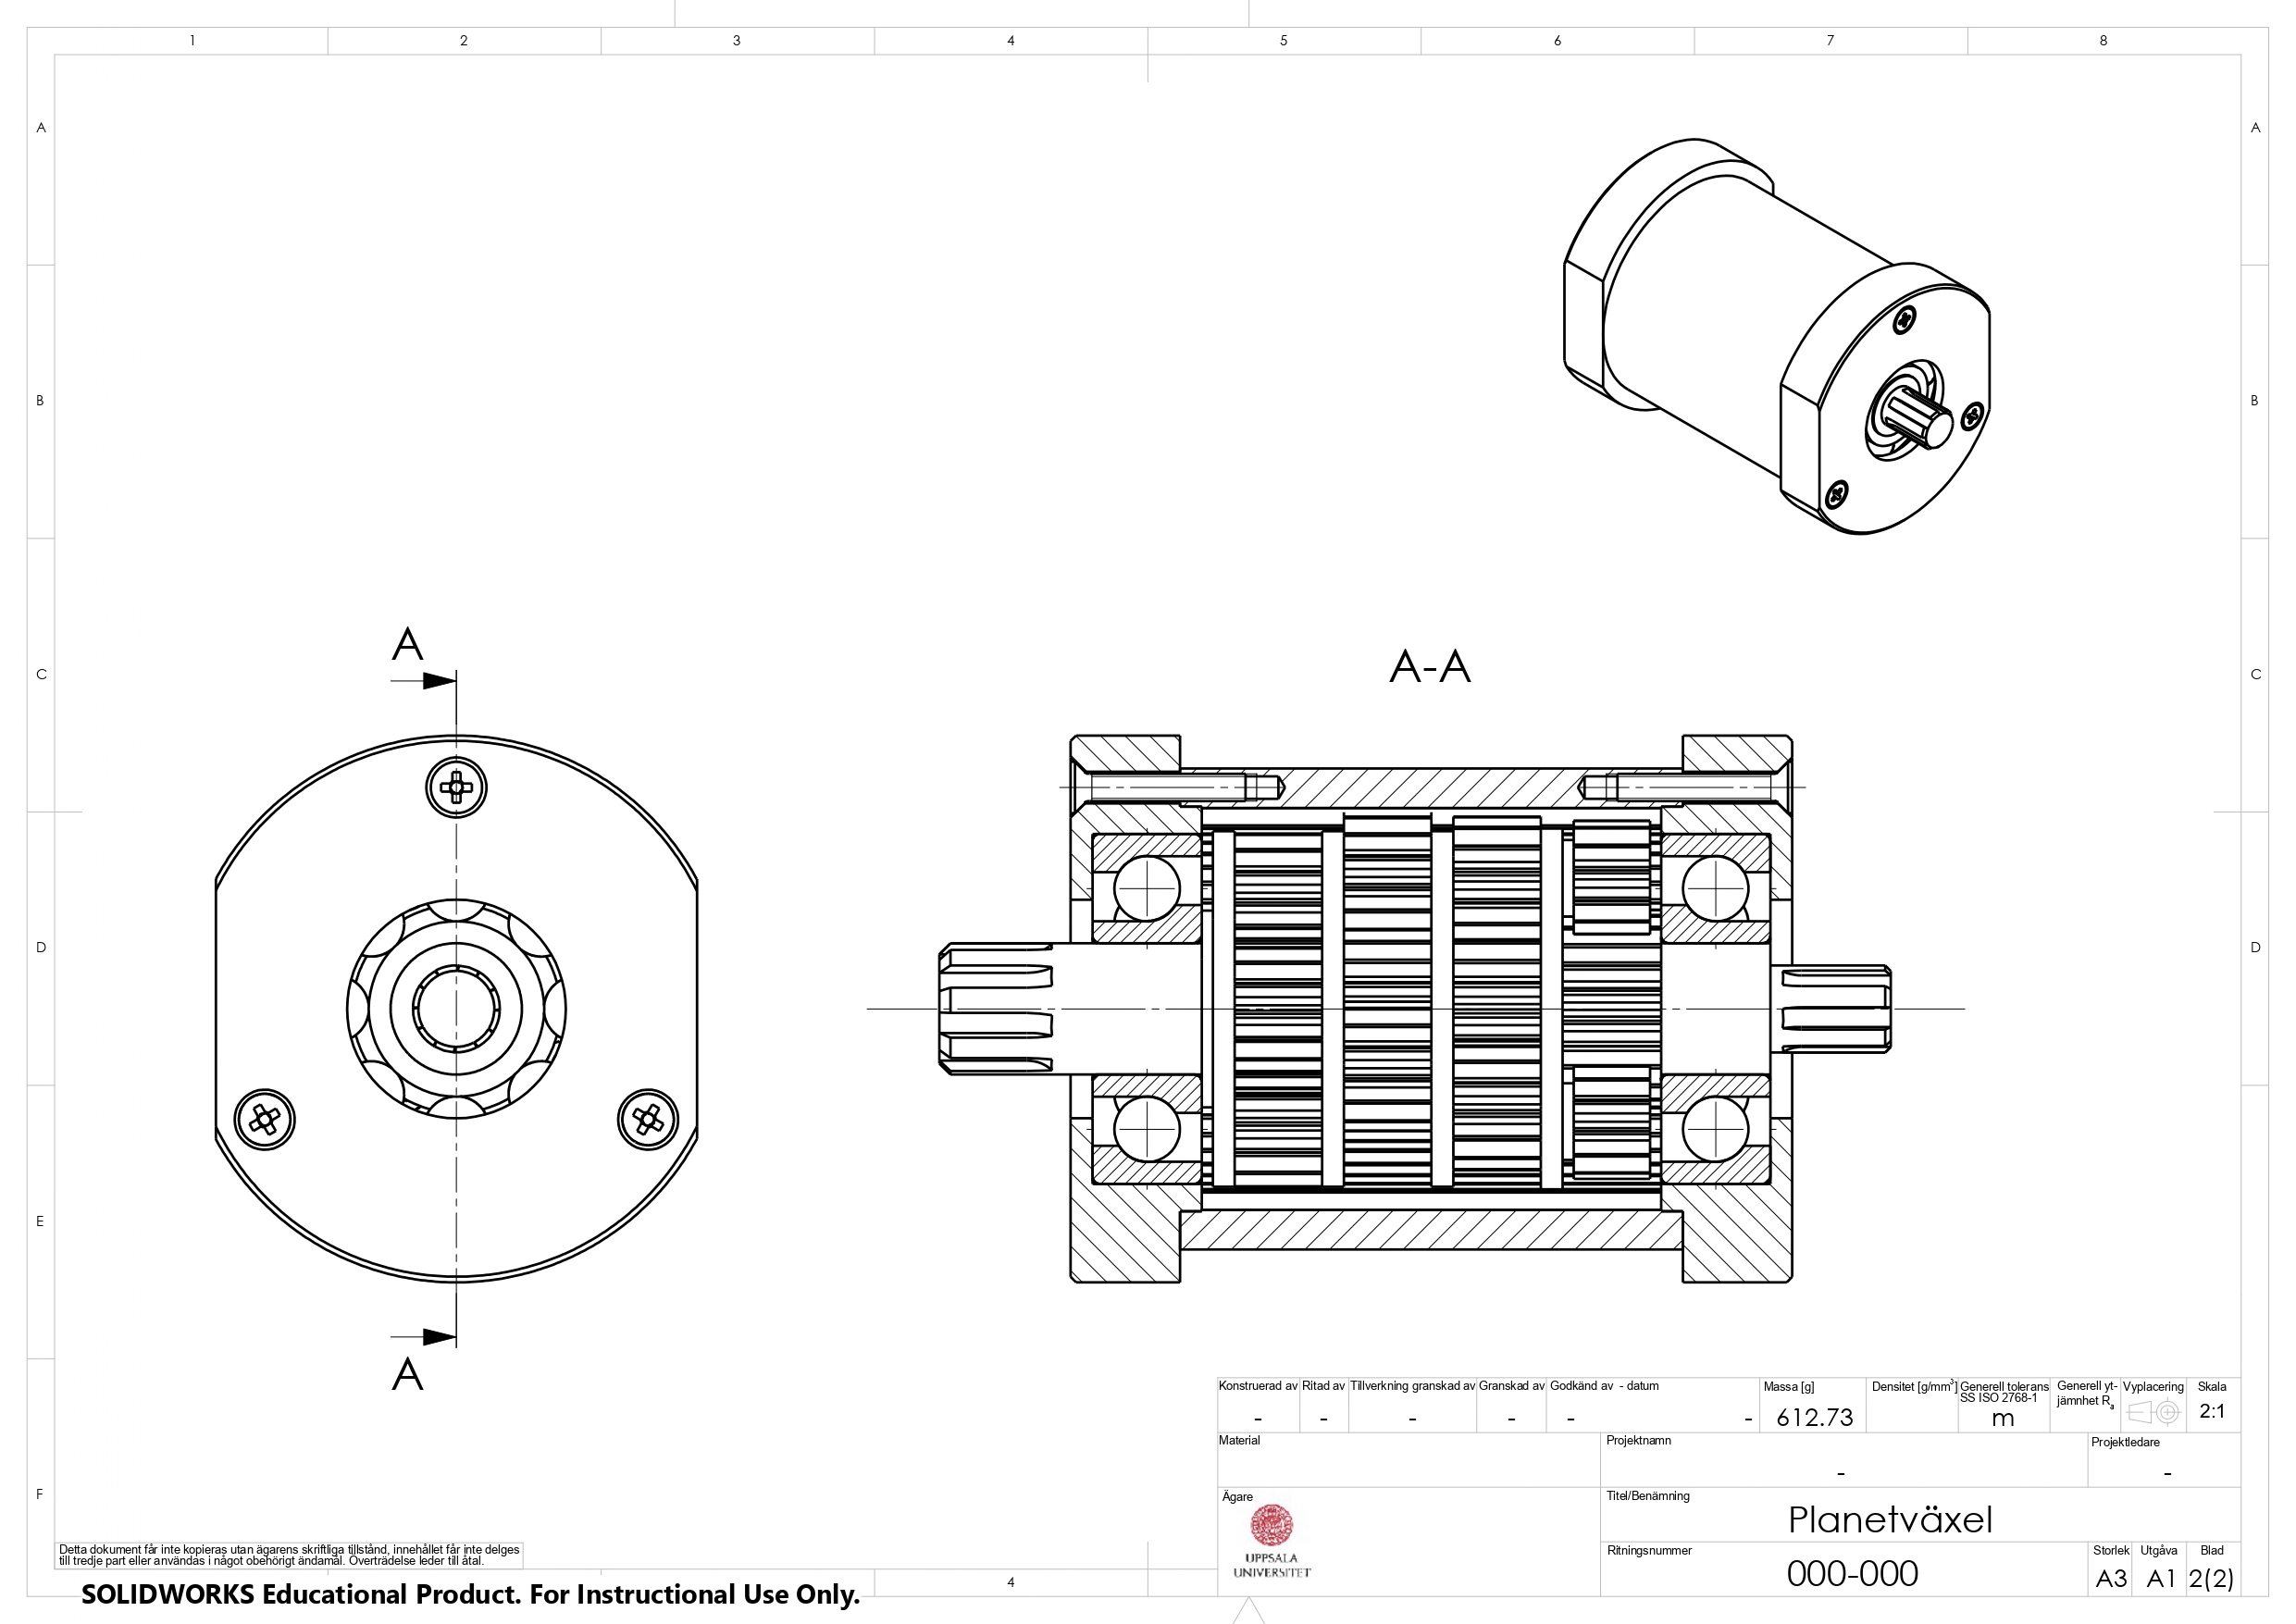 1 2 3 4 5 6 7 8
A A
B B
A
C A-A C
D D
E E
A
F
Konstruerad av Ritad av Tillverkning granskad av Granskad av Godkänd av - datum Massa [g] Densitet [g/mm³] Generell tolerans Generell yt- Vyplacering Skala
SS ISO 2768-1 jämnhet Ra
- - - - - - 612.73 m 2:1
Material Projektnamn Projektledare
- -
Ägare Titel/Benämning
Planetväxel
Ritningsnummer Storlek Utgåva Blad
000-000 A3 A1 2(2)
UPPSALA
UNIVERSITET
Detta dokument får inte kopieras utan ägarens skriftliga tillstånd, innehållet får inte delges
till tredje part eller användas i något obehörigt ändamål. Överträdelse leder till åtal.
4
SOLIDWORKS Educational Product. For Instructional Use Only.